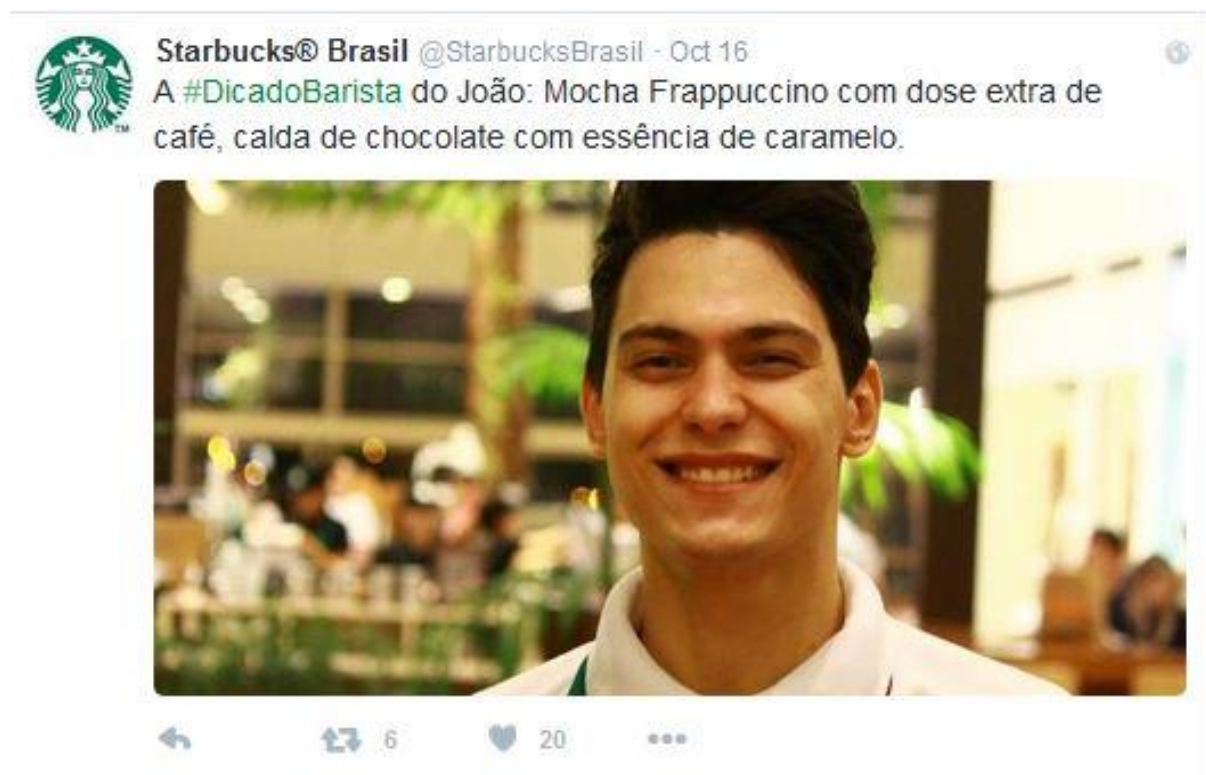 Starbucks® Brasil @StarbucksBrasil · Oct 16
A #DicadoBarista do João: Mocha Frappuccino com dose extra de
café, calda de chocolate com essência de caramelo.
TM
6 20